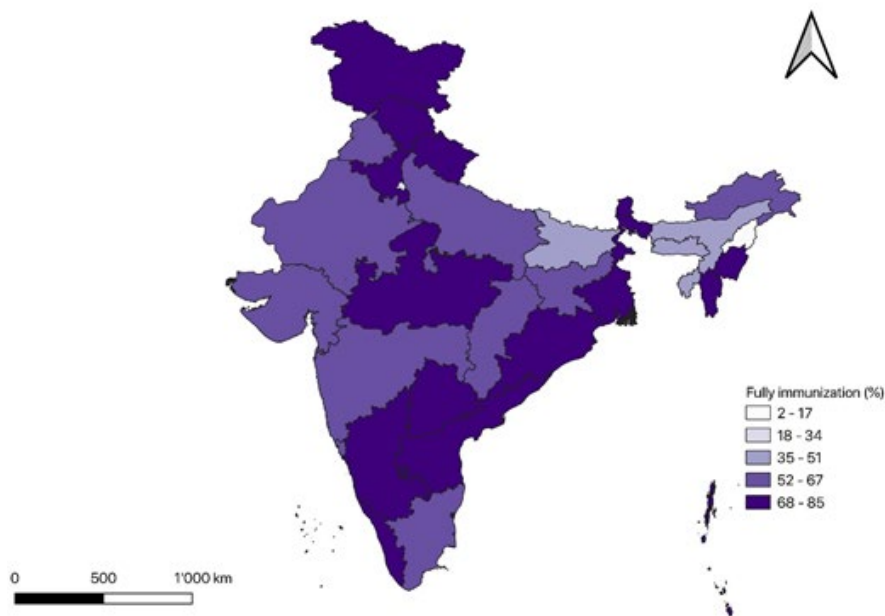 Fully immunization (%)
2 - 17
18 - 34
35 - 51
52 - 67
68 - 85
0 500 1'000 km